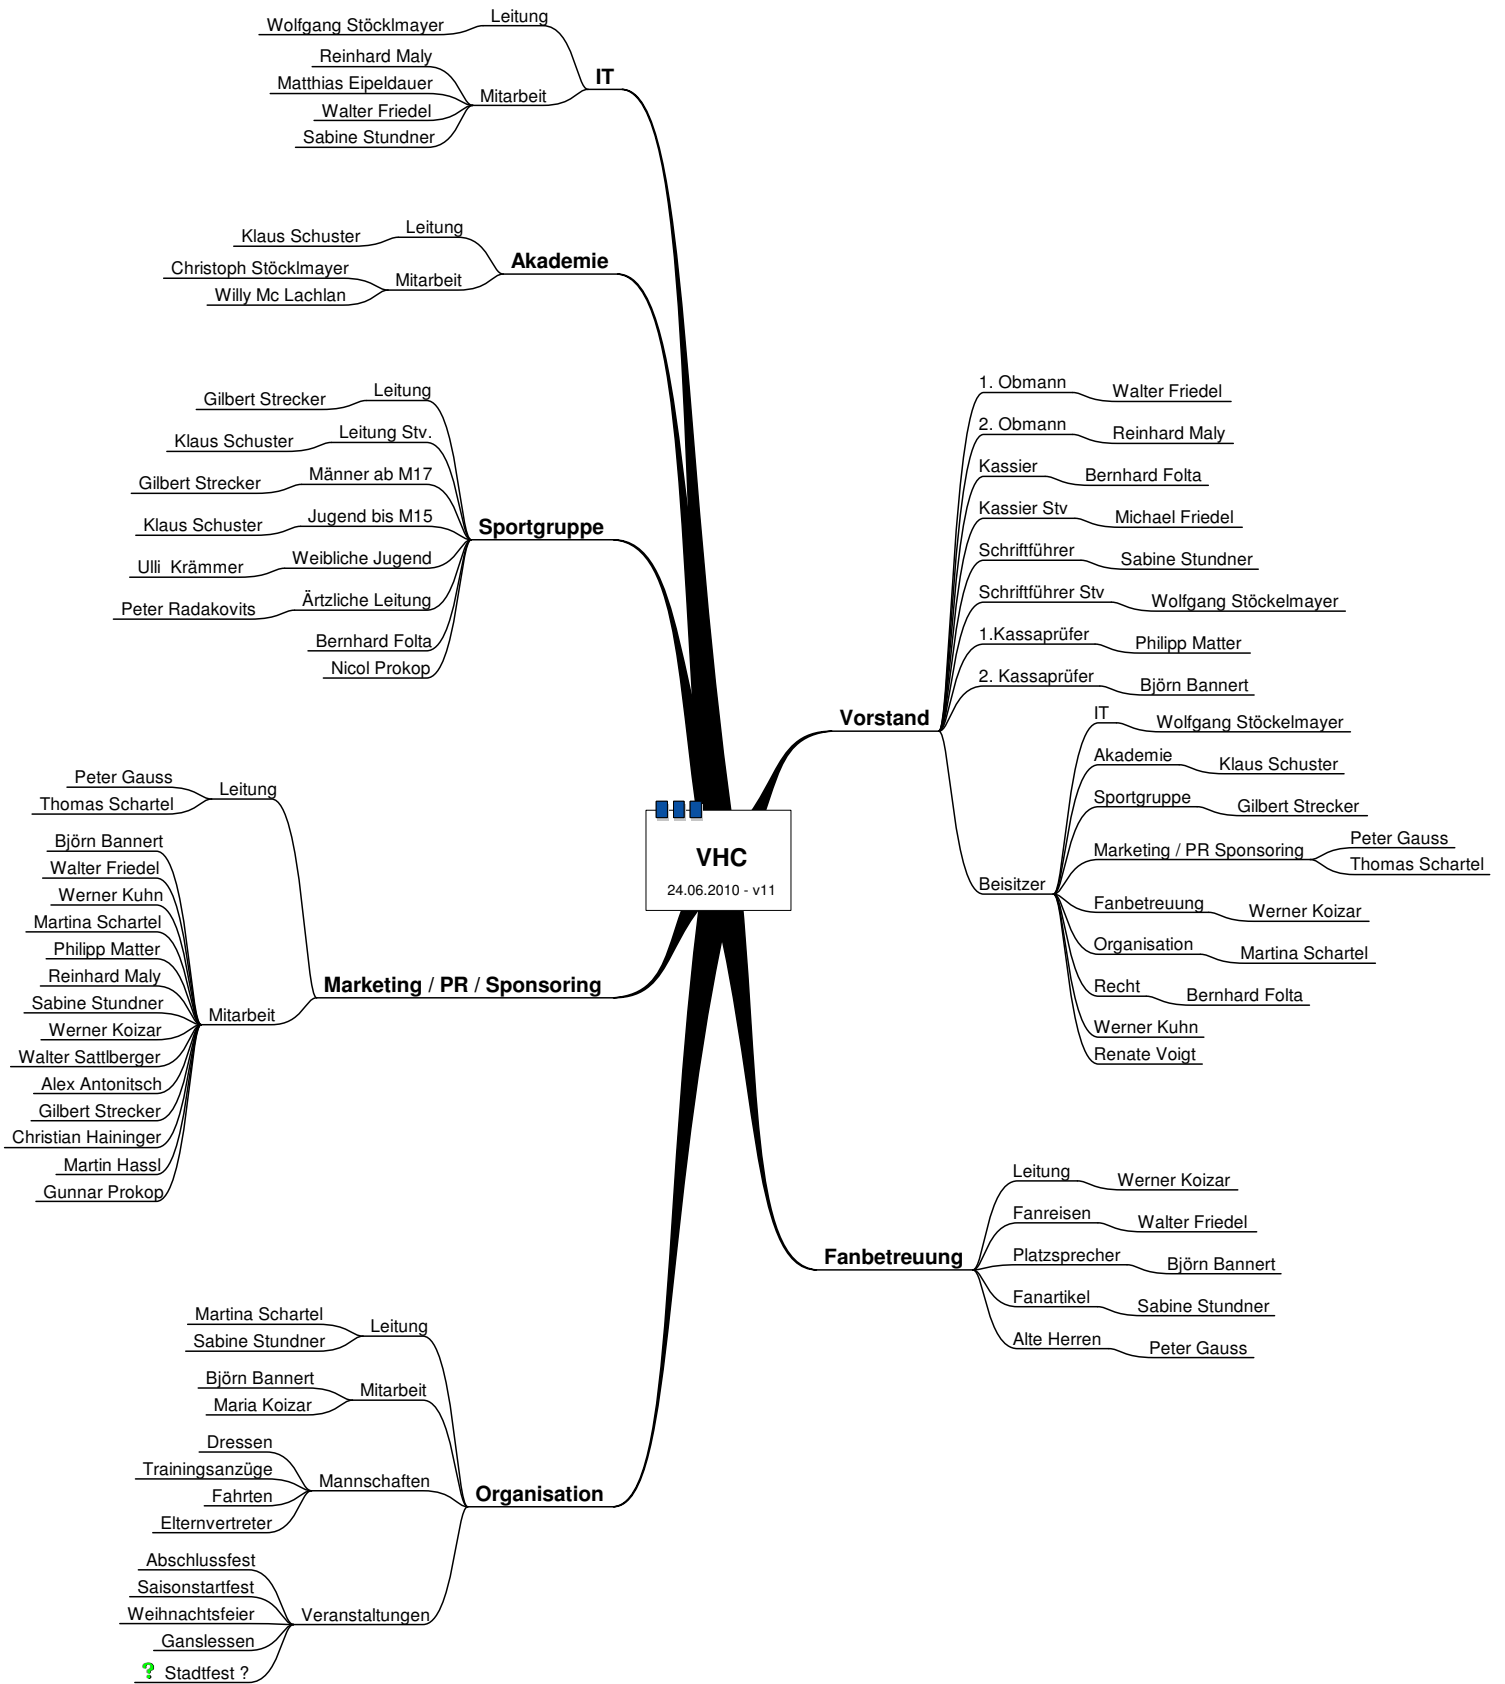 VHC
24.06.2010 - v11
IT
Leitung
Wolfgang Stöcklmayer
Mitarbeit
Reinhard Maly
Matthias Eipeldauer
Walter Friedel
Sabine Stundner
Akademie
Leitung
Klaus Schuster
Mitarbeit
Christoph Stöcklmayer
Willy Mc Lachlan
Sportgruppe
Leitung
Gilbert Strecker
Leitung Stv.
Klaus Schuster
Männer ab M17
Gilbert Strecker
Jugend bis M15
Klaus Schuster
Weibliche Jugend
Ulli  Krämmer
Ärtzliche Leitung
Peter Radakovits
Bernhard Folta
Nicol Prokop
Marketing / PR / Sponsoring
Leitung
Peter Gauss
Thomas Schartel
Mitarbeit
Björn Bannert
Walter Friedel
Werner Kuhn
Martina Schartel
Philipp Matter
Reinhard Maly
Sabine Stundner
Werner Koizar
Walter Sattlberger
Alex Antonitsch
Gilbert Strecker
Christian Haininger
Martin Hassl
Gunnar Prokop
Organisation
Leitung
Martina Schartel
Sabine Stundner
Mitarbeit
Björn Bannert
Maria Koizar
Mannschaften
Dressen
Trainingsanzüge
Fahrten
Elternvertreter
Veranstaltungen
Abschlussfest
Saisonstartfest
Weihnachtsfeier
Ganslessen
? Stadtfest ?
Vorstand
1. Obmann
Walter Friedel
2. Obmann
Reinhard Maly
Kassier
Bernhard Folta
Kassier Stv
Michael Friedel
Schriftführer
Sabine Stundner
Schriftführer Stv
Wolfgang Stöckelmayer
1.Kassaprüfer
Philipp Matter
2. Kassaprüfer
Björn Bannert
Beisitzer
IT
Wolfgang Stöckelmayer
Akademie
Klaus Schuster
Sportgruppe
Gilbert Strecker
Marketing / PR Sponsoring
Peter Gauss
Thomas Schartel
Fanbetreuung
Werner Koizar
Organisation
Martina Schartel
Recht
Bernhard Folta
Werner Kuhn
Renate Voigt
Fanbetreuung
Leitung
Werner Koizar
Fanreisen
Walter Friedel
Platzsprecher
Björn Bannert
Fanartikel
Sabine Stundner
Alte Herren
Peter Gauss